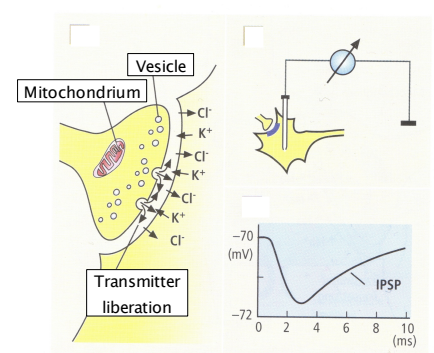 Vesicle
Mitochondrium
Cl⁻
K⁺
Cl⁻
K⁺
Cl⁻
K⁺
Cl⁻
Transmitter
liberation
−70
(mV)
−72
IPSP
0 2 4 6 8 10
(ms)